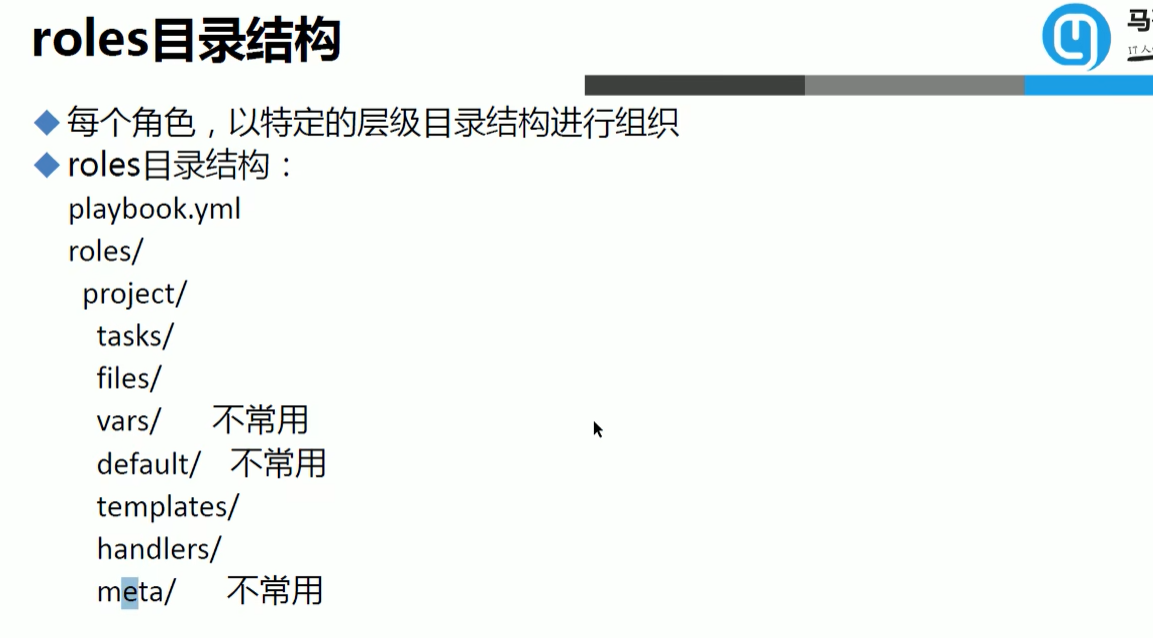 roles目录结构
马
IT人
每个角色，以特定的层级目录结构进行组织
roles目录结构：
playbook.yml
roles/
project/
tasks/
files/
vars/ 不常用
default/ 不常用
templates/
handlers/
meta/ 不常用